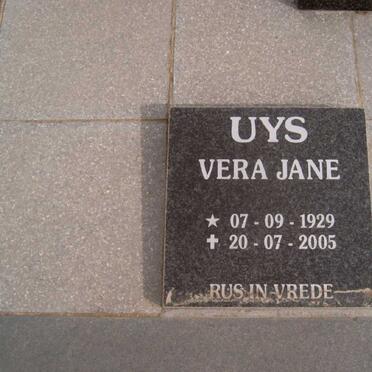 UYS
VERA JANE
★ 07 - 09 - 1929
✝ 20 - 07 - 2005
RUS IN VREDE